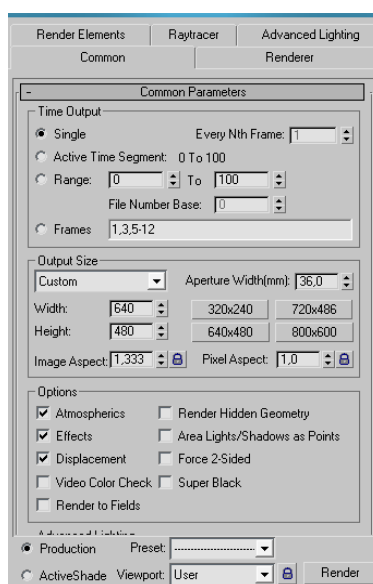 Render Elements Raytracer Advanced Lighting
Common Renderer
- Common Parameters
Time Output
Single Every Nth Frame: 1
Active Time Segment: 0 To 100
Range: 0 To 100
File Number Base: 0
Frames 1,3,5-12
Output Size
Custom Aperture Width(mm): 36,0
Width: 640 320x240 720x486
Height: 480 640x480 800x600
Image Aspect: 1,333 Pixel Aspect: 1,0
Options
Atmospherics Render Hidden Geometry
Effects Area Lights/Shadows as Points
Displacement Force 2-Sided
Video Color Check Super Black
Render to Fields
Advanced Lighting
Production Preset: --------------------
ActiveShade Viewport: User Render